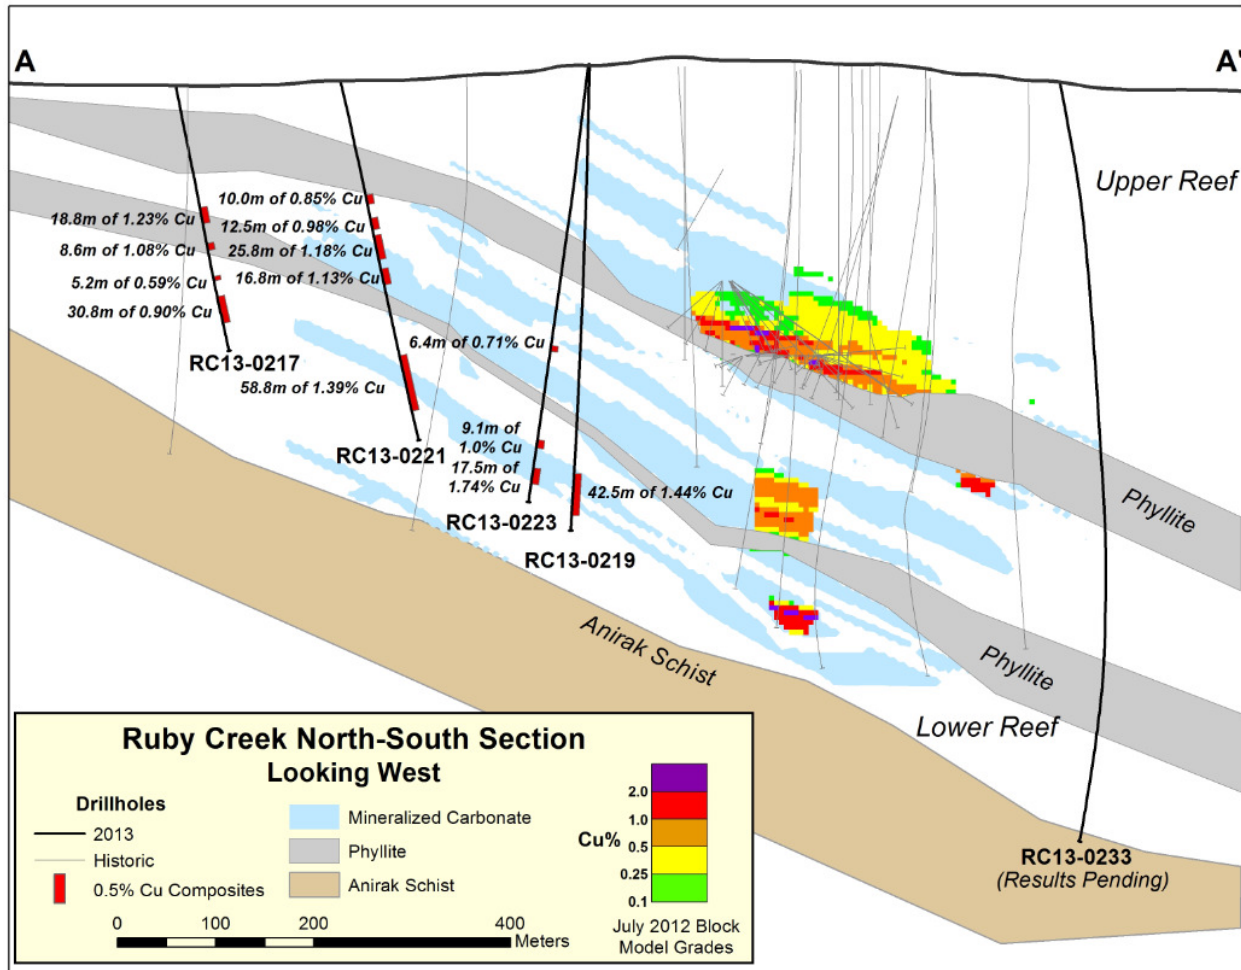 A
A'
Upper Reef
10.0m of 0.85% Cu
18.8m of 1.23% Cu
12.5m of 0.98% Cu
8.6m of 1.08% Cu
25.8m of 1.18% Cu
5.2m of 0.59% Cu
16.8m of 1.13% Cu
30.8m of 0.90% Cu
6.4m of 0.71% Cu
RC13-0217
58.8m of 1.39% Cu
9.1m of
1.0% Cu
RC13-0221
17.5m of
1.74% Cu
42.5m of 1.44% Cu
RC13-0223
RC13-0219
Phyllite
Anirak Schist
Phyllite
Lower Reef
RC13-0233
(Results Pending)
Ruby Creek North-South Section
Looking West
Drillholes
2013
Historic
0.5% Cu Composites
Mineralized Carbonate
Phyllite
Anirak Schist
Cu%
2.0
1.0
0.5
0.25
0.1
July 2012 Block
Model Grades
0 100 200 400
Meters